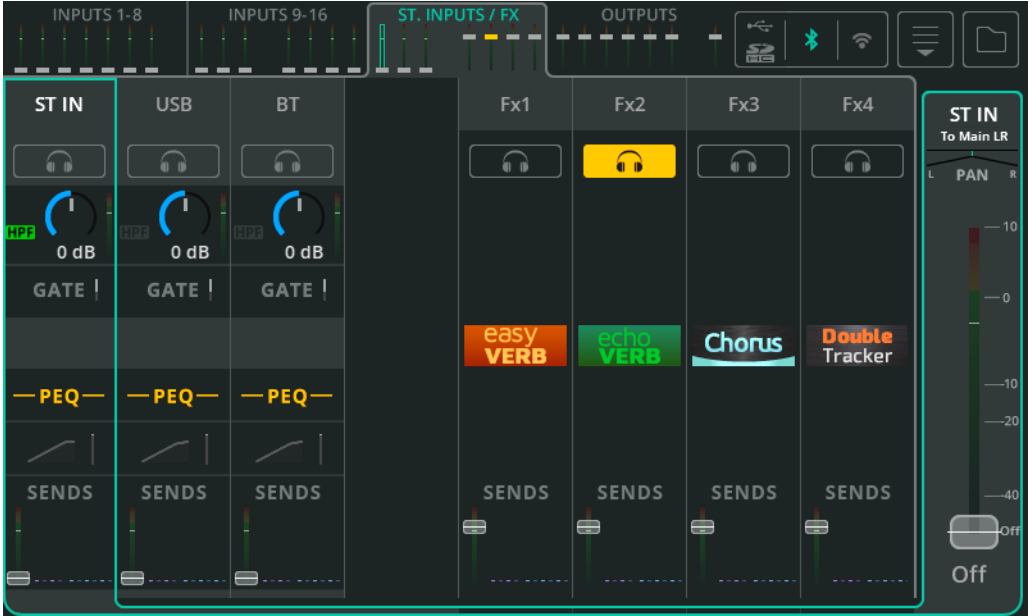 INPUTS 1-8 INPUTS 9-16 ST. INPUTS / FX OUTPUTS
SD
HC
ST IN USB BT Fx1 Fx2 Fx3 Fx4
HPF HPF HPF
0 dB 0 dB 0 dB
GATE GATE GATE
easy VERB echo VERB Chorus Double Tracker
PEQ PEQ PEQ
SENDS SENDS SENDS SENDS SENDS SENDS SENDS
ST IN
To Main LR
L PAN R
10
0
10
20
40
Off
Off